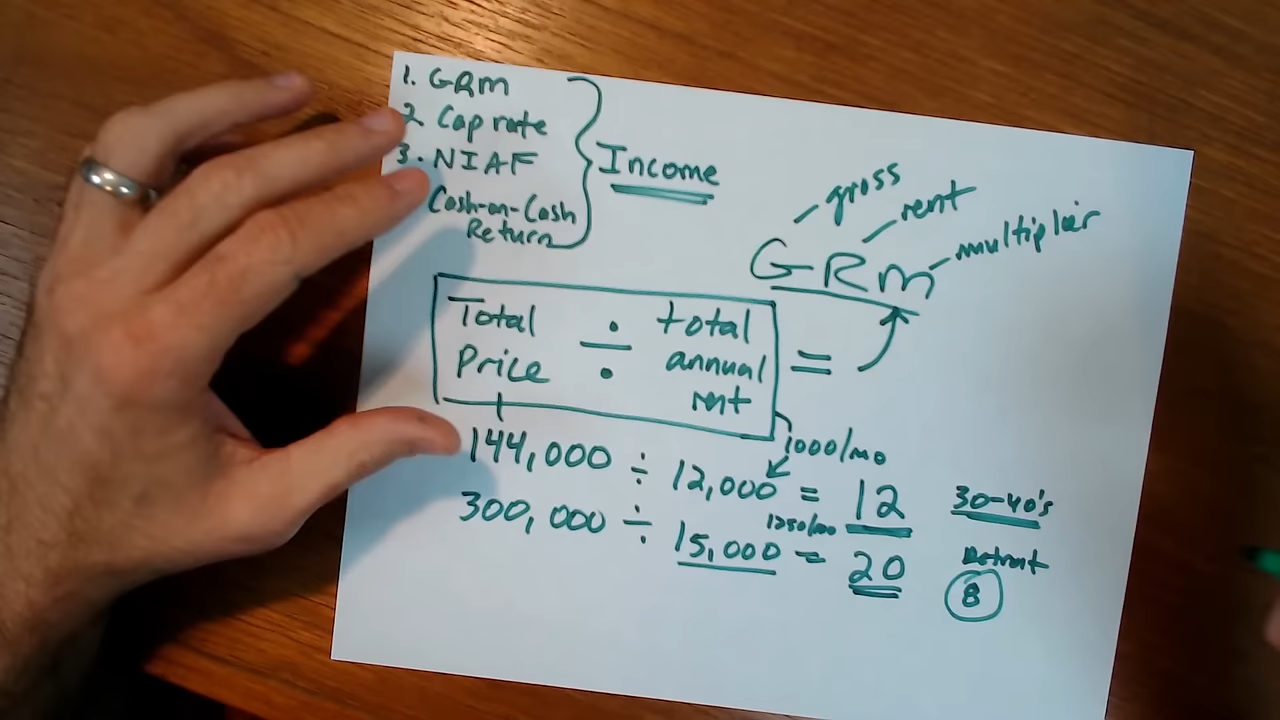 1. GRM
2. Cap rate
3. NIAF
Cash-on-Cash
Return
Income
gross
rent
multiplier
GRM
Total
Price
÷
total
annual
rent
=
1000/mo
144,000 ÷ 12,000 = 12
30-40's
1250/mo
300,000 ÷ 15,000 = 20
Detroit
8